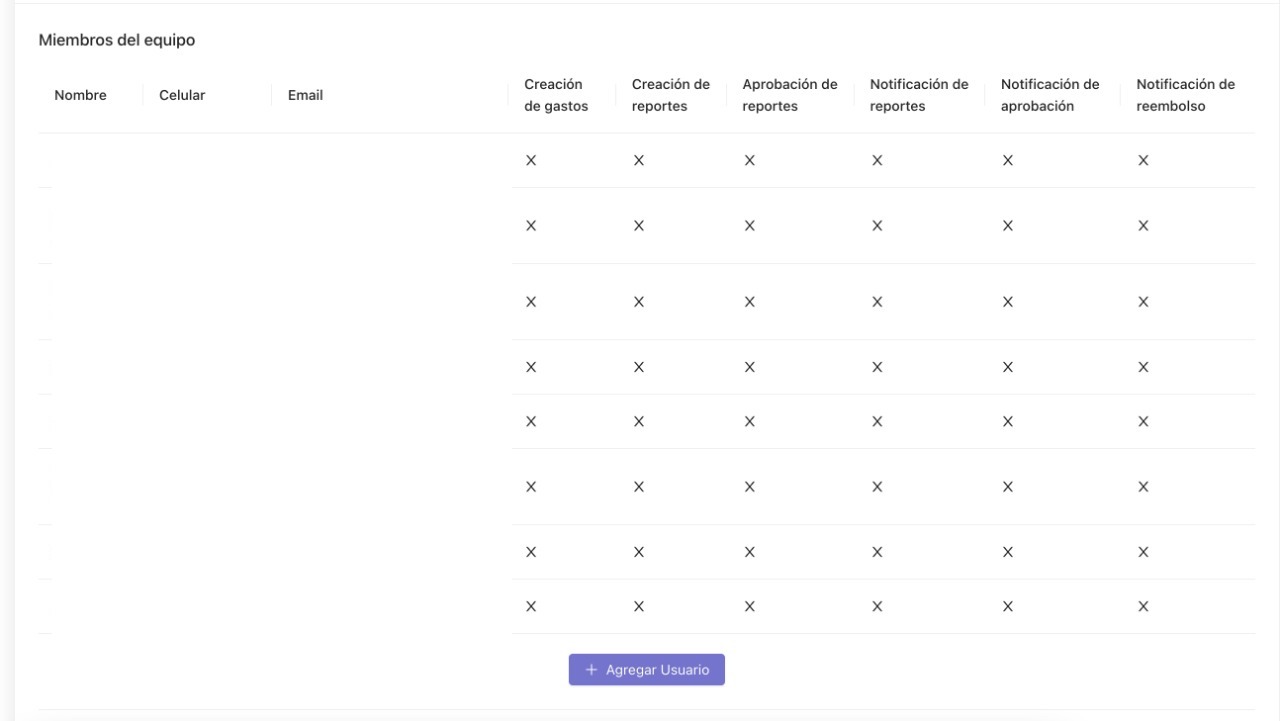 Miembros del equipo
Nombre Celular Email Creación de gastos Creación de reportes Aprobación de reportes Notificación de reportes Notificación de aprobación Notificación de reembolso
X X X X X X
X X X X X X
X X X X X X
X X X X X X
X X X X X X
X X X X X X
X X X X X X
X X X X X X
+ Agregar Usuario